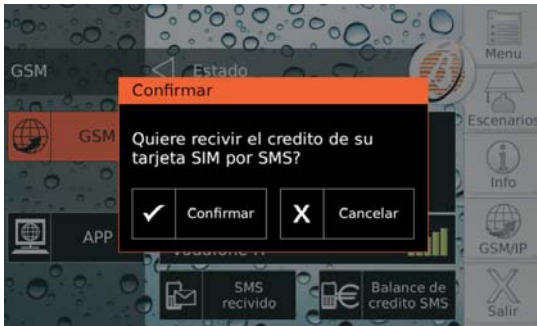 GSM
Estado
Menu
Confirmar
Escenarios
GSM
Quiere recivir el credito de su
tarjeta SIM por SMS?
Info
Confirmar
X Cancelar
APP
GSM/IP
SMS
recivido
Balance de
credito SMS
Salir